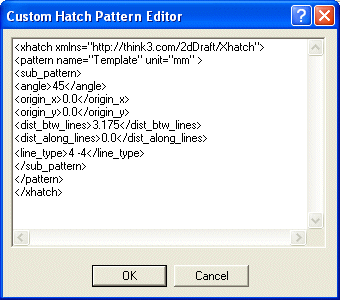 Custom Hatch Pattern Editor
<xhatch xmlns="http://think3.com/2dDraft/Xhatch">
<pattern name="Template" unit="mm" >
<sub_pattern>
<angle>45</angle>
<origin_x>0.0</origin_x>
<origin_y>0.0</origin_y>
<dist_btw_lines>3.175</dist_btw_lines>
<dist_along_lines>0.0</dist_along_lines>
<line_type>4 -4</line_type>
</sub_pattern>
</pattern>
</xhatch>
OK Cancel